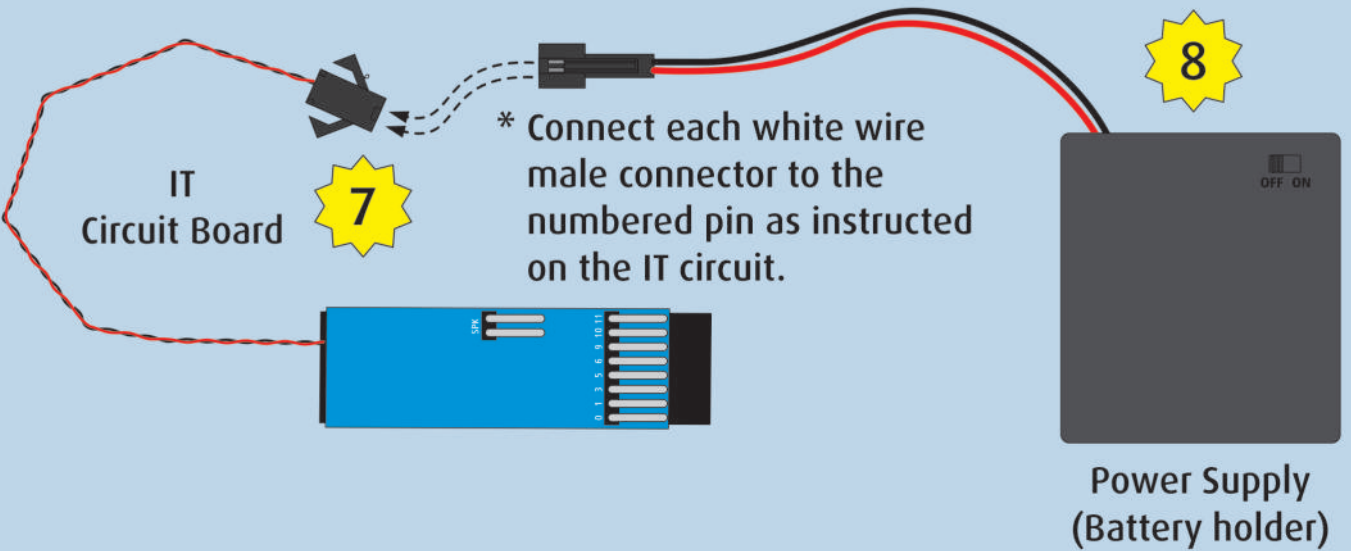 8
OFF ON
* Connect each white wire
male connector to the
numbered pin as instructed
on the IT circuit.
IT
Circuit Board
7
SPK
0 1 3 5 6 9 10 11
Power Supply
(Battery holder)